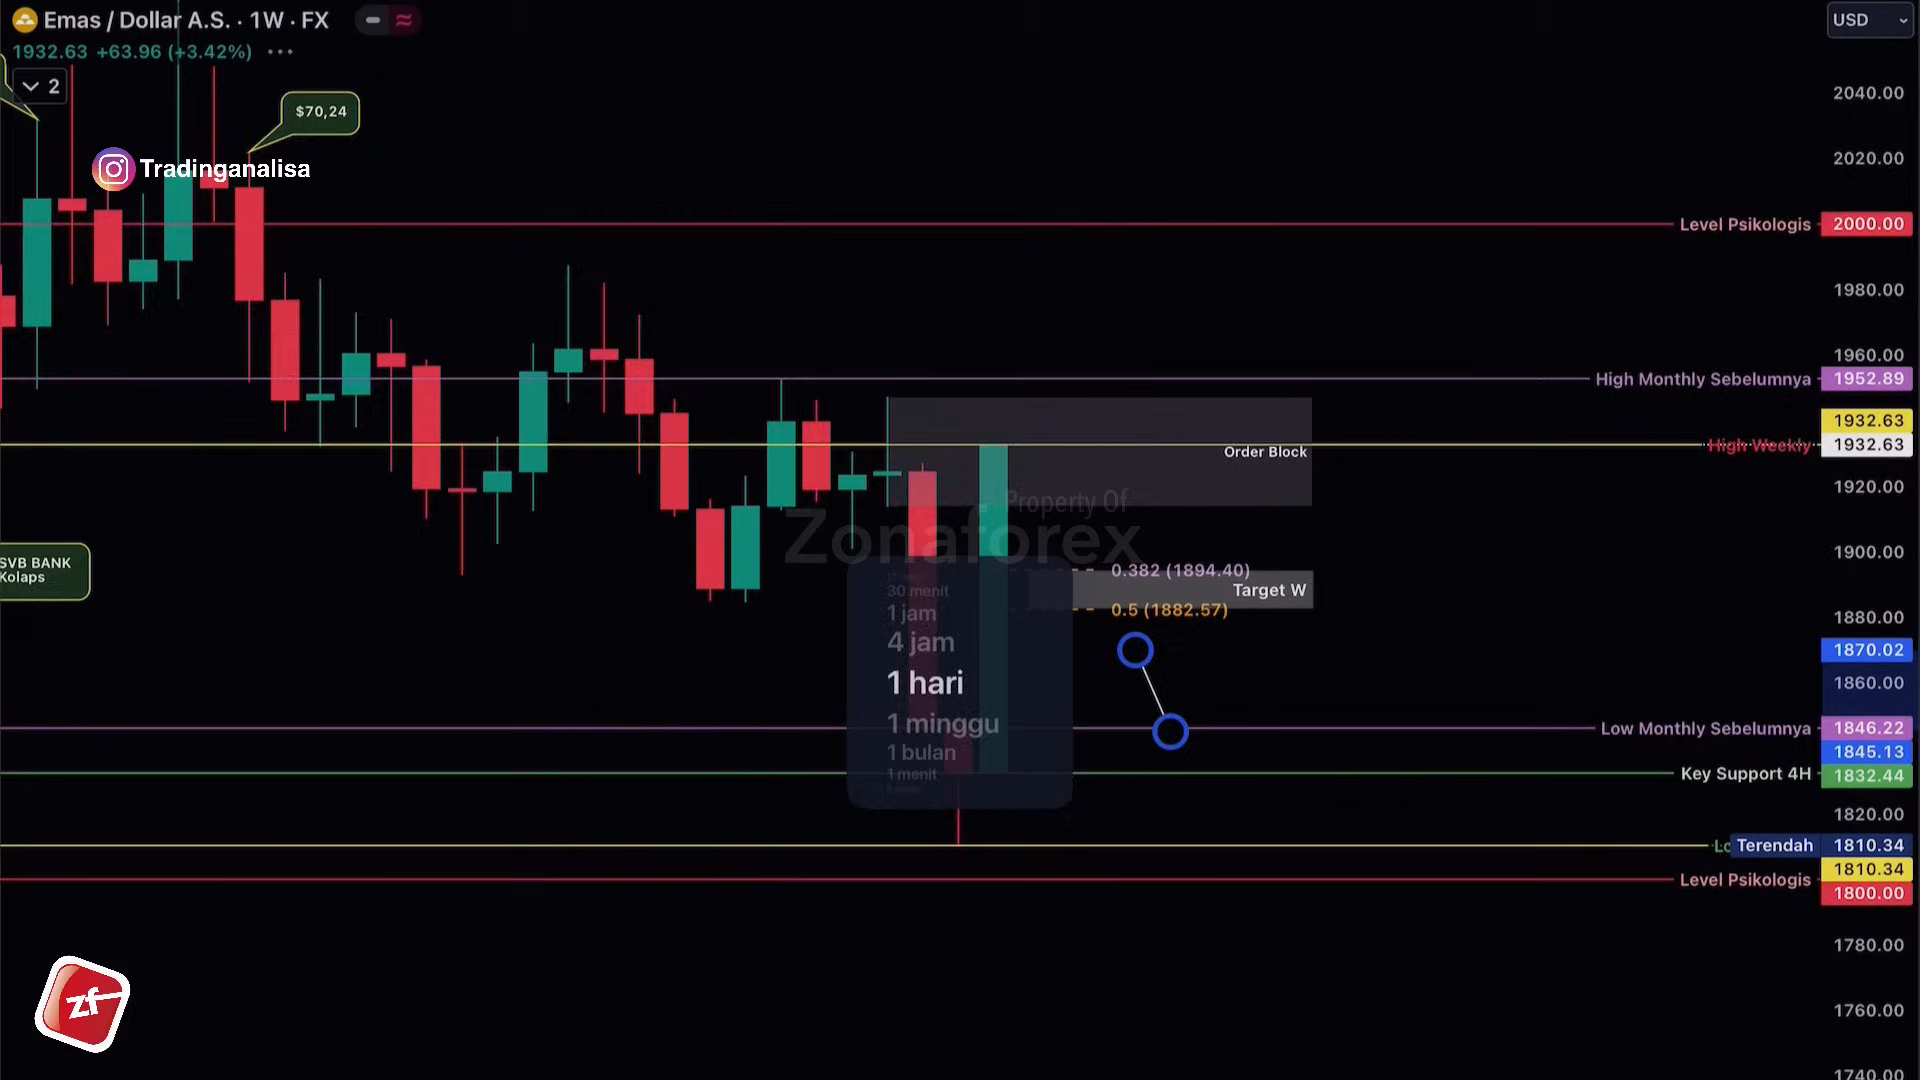 Emas / Dollar A.S. · 1W · FX
USD
1932.63 +63.96 (+3.42%)
2
$70,24
Tradinganalisa
2040.00
2020.00
Level Psikologis 2000.00
1980.00
1960.00
High Monthly Sebelumnya 1952.89
1932.63
High Weekly 1932.63
Order Block
1920.00
Property Of
Zonaforex
1900.00
SVB BANK
Kolaps
0.382 (1894.40)
Target W
0.5 (1882.57)
1880.00
30 menit
1 jam
4 jam
1 hari
1 minggu
1 bulan
1 menit
1870.02
1860.00
Low Monthly Sebelumnya 1846.22
1845.13
Key Support 4H 1832.44
1820.00
Terendah 1810.34
1810.34
Level Psikologis 1800.00
1780.00
1760.00
1740.00
zf